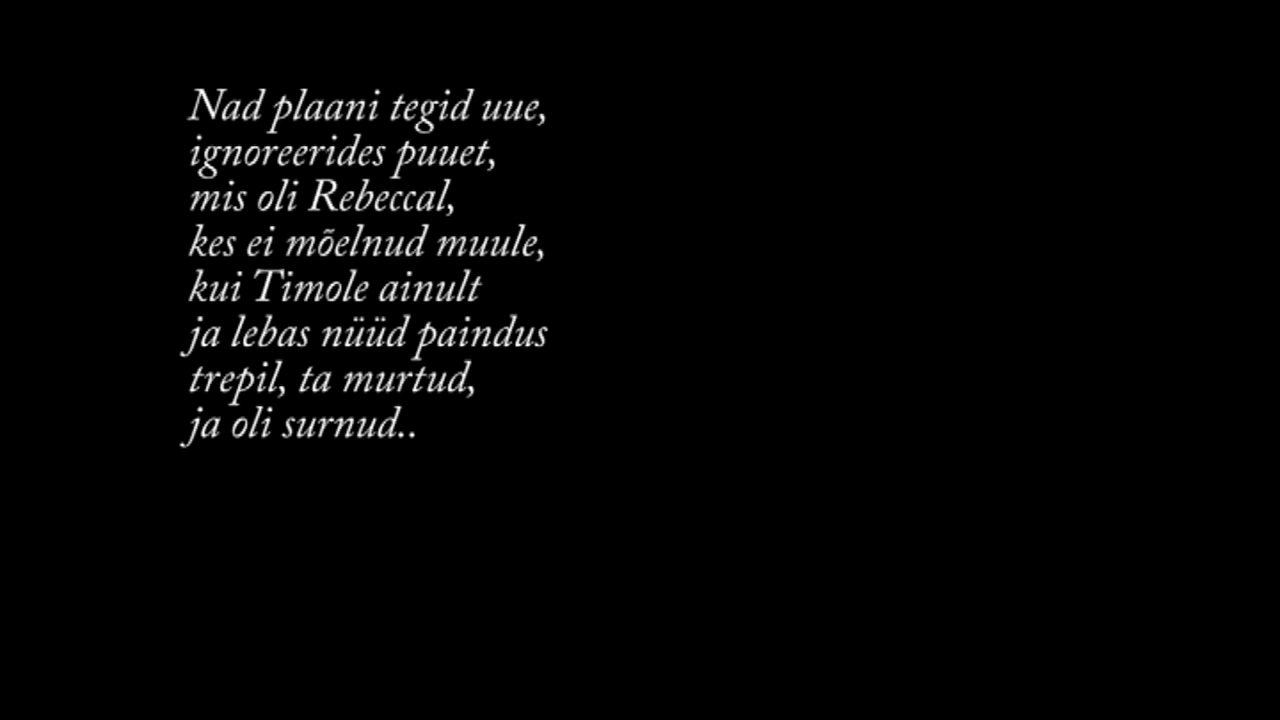 Nad plaani tegid uue,
ignoreerides puuet,
mis oli Rebeccal,
kes ei mõelnud muule,
kui Timole ainult
ja lebas nüüd paindus
trepil, ta murtud,
ja oli surnud..